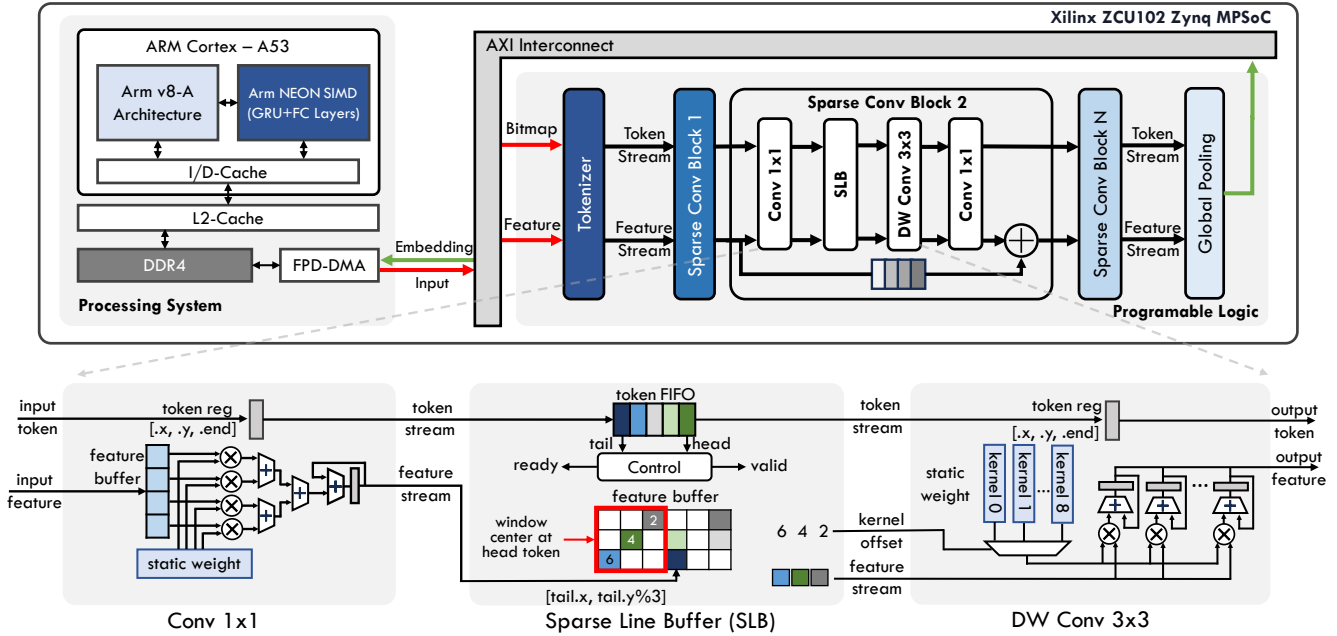 Xilinx ZCU102 Zynq MPSoC
ARM Cortex – A53
Arm v8-A
Architecture
Arm NEON SIMD
(GRU+FC Layers)
I/D-Cache
L2-Cache
DDR4
FPD-DMA
Processing System
Embedding
Input
AXI Interconnect
Bitmap
Feature
Tokenizer
Token
Stream
Feature
Stream
Sparse Conv Block 1
Sparse Conv Block 2
Conv 1x1
SLB
DW Conv 3x3
Conv 1x1
Sparse Conv Block N
Token
Stream
Feature
Stream
Global Pooling
Programable Logic
input
token
token reg
[.x, .y, .end]
input
feature
feature
buffer
static weight
Conv 1x1
token
stream
feature
stream
token FIFO
tail
head
ready
Control
valid
feature buffer
window
center at
head token
2
4
6
[tail.x, tail.y%3]
Sparse Line Buffer (SLB)
token
stream
6 4 2
kernel
offset
feature
stream
token reg
[.x, .y, .end]
static
weight
kernel 0
kernel 1
...
kernel 8
...
output
token
output
feature
DW Conv 3x3